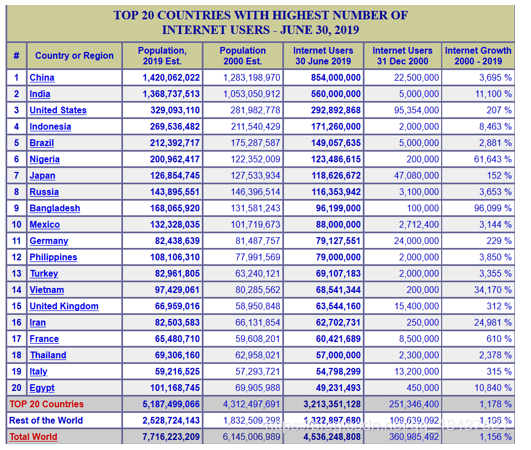 TOP 20 COUNTRIES WITH HIGHEST NUMBER OF
INTERNET USERS - JUNE 30, 2019
# Country or Region Population, 2019 Est. Population 2000 Est. Internet Users 30 June 2019 Internet Users 31 Dec 2000 Internet Growth 2000 - 2019
1 China 1,420,062,022 1,283,198,970 854,000,000 22,500,000 3,695 %
2 India 1,368,737,513 1,053,050,912 560,000,000 5,000,000 11,100 %
3 United States 329,093,110 281,982,778 292,892,868 95,354,000 207 %
4 Indonesia 269,536,482 211,540,429 171,260,000 2,000,000 8,463 %
5 Brazil 212,392,717 175,287,587 149,057,635 5,000,000 2,881 %
6 Nigeria 200,962,417 122,352,009 123,486,615 200,000 61,643 %
7 Japan 126,854,745 127,533,934 118,626,672 47,080,000 152 %
8 Russia 143,895,551 146,396,514 116,353,942 3,100,000 3,653 %
9 Bangladesh 168,065,920 131,581,243 96,199,000 100,000 96,099 %
10 Mexico 132,328,035 101,719,673 88,000,000 2,712,400 3,144 %
11 Germany 82,438,639 81,487,757 79,127,551 24,000,000 229 %
12 Philippines 108,106,310 77,991,569 79,000,000 2,000,000 3,850 %
13 Turkey 82,961,805 63,240,121 69,107,183 2,000,000 3,355 %
14 Vietnam 97,429,061 80,285,562 68,541,344 200,000 34,170 %
15 United Kingdom 66,959,016 58,950,848 63,544,160 15,400,000 312 %
16 Iran 82,503,583 66,131,854 62,702,731 250,000 24,981 %
17 France 65,480,710 59,608,201 60,421,689 8,500,000 610 %
18 Thailand 69,306,160 62,958,021 57,000,000 2,300,000 2,378 %
19 Italy 59,216,525 57,293,721 54,798,299 13,200,000 315 %
20 Egypt 101,168,745 69,905,988 49,231,493 450,000 10,840 %
TOP 20 Countries 5,187,499,066 4,312,497,691 3,213,351,128 251,346,400 1,178 %
Rest of the World 2,528,724,143 1,832,509,298 1,322,897,680 109,639,092
Total World 7,716,223,209 6,145,006,989 4,536,248,808 360,985,492 1,156 %